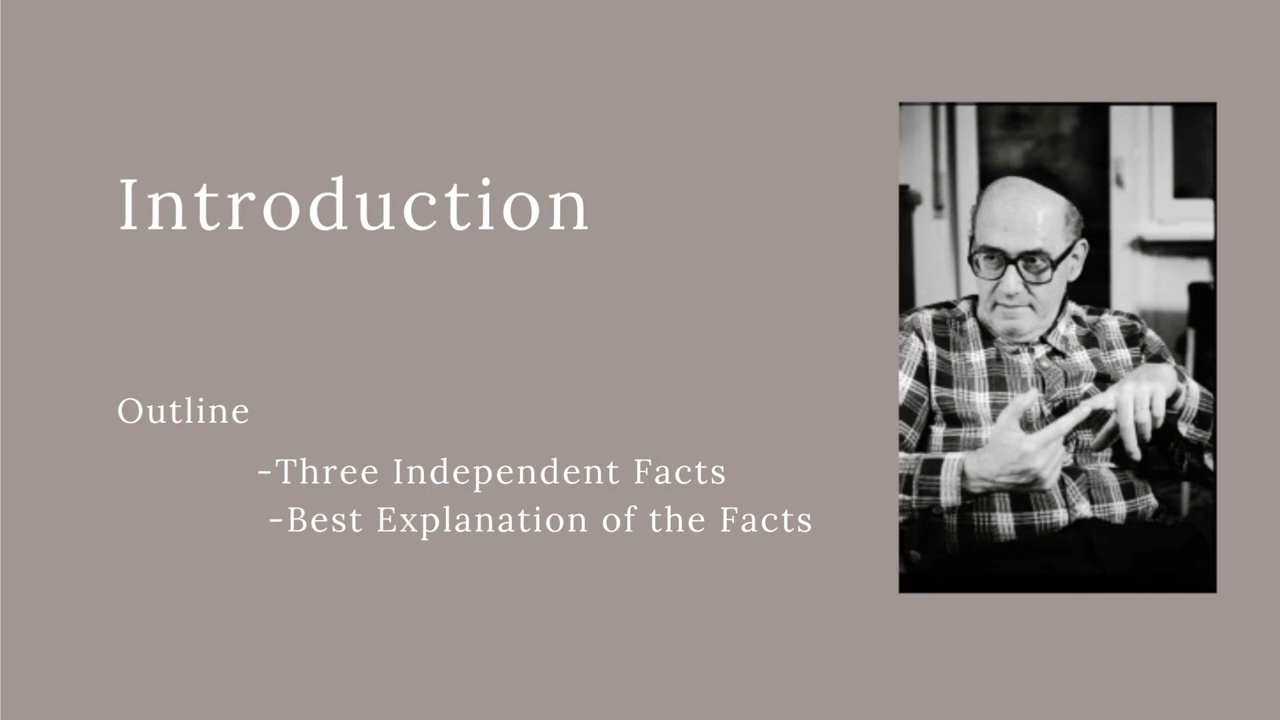 Introduction
Outline
-Three Independent Facts
-Best Explanation of the Facts